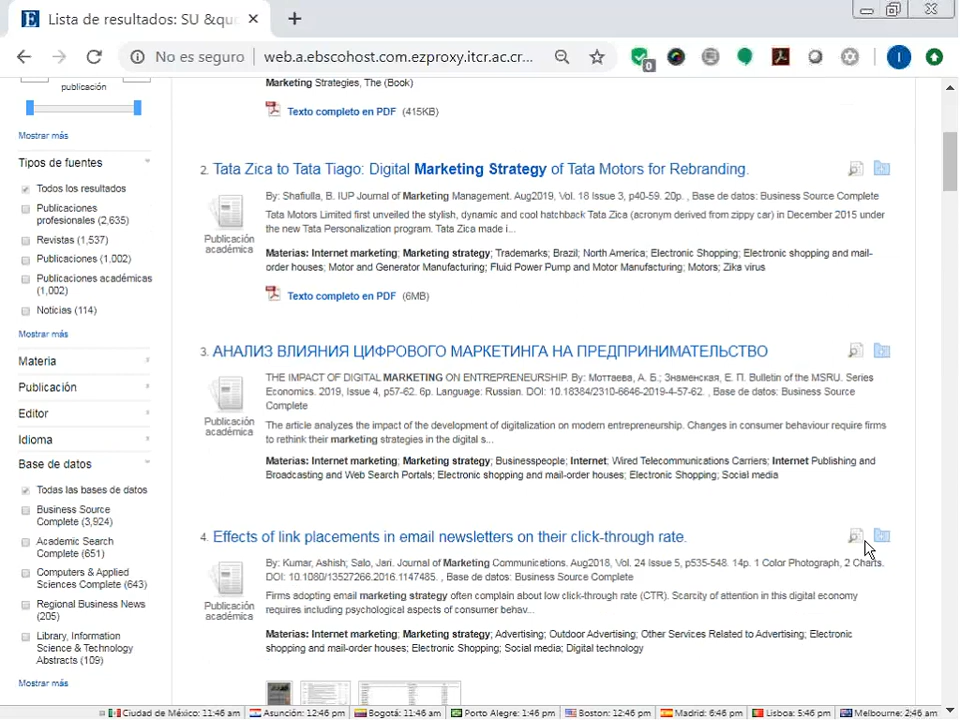 Lista de resultados: SU &quo
No es seguro
web.a.ebscohost.com.ezproxy.itcr.ac.cr...
0
I
publicación
Mostrar más
Tipos de fuentes
Todos los resultados
Publicaciones
profesionales (2,635)
Revistas (1,537)
Publicaciones (1,002)
Publicaciones académicas
(1,002)
Noticias (114)
Mostrar más
Materia
Publicación
Editor
Idioma
Base de datos
Todas las bases de datos
Business Source
Complete (3,924)
Academic Search
Complete (651)
Computers & Applied
Sciences Complete (643)
Regional Business News
(205)
Library, Information
Science & Technology
Abstracts (109)
Mostrar más
Marketing Strategies, The (Book)
Texto completo en PDF (415KB)
2. Tata Zica to Tata Tiago: Digital Marketing Strategy of Tata Motors for Rebranding.
Publicación
académica
By: Shafiulla, B. IUP Journal of Marketing Management. Aug2019, Vol. 18 Issue 3, p40-59. 20p. , Base de datos: Business Source Complete
Tata Motors Limited first unveiled the stylish, dynamic and cool hatchback Tata Zica (acronym derived from zippy car) in December 2015 under
the new Tata Personalization program. Tata Zica made i...
Materias: Internet marketing; Marketing strategy; Trademarks; Brazil; North America; Electronic Shopping; Electronic shopping and mail-
order houses; Motor and Generator Manufacturing; Fluid Power Pump and Motor Manufacturing; Motors; Zika virus
Texto completo en PDF (6MB)
3. АНАЛИЗ ВЛИЯНИЯ ЦИФРОВОГО МАРКЕТИНГА НА ПРЕДПРИНИМАТЕЛЬСТВО
Publicación
académica
THE IMPACT OF DIGITAL MARKETING ON ENTREPRENEURSHIP. By: Моттаева, А. Б.; Знаменская, Е. П. Bulletin of the MSRU. Series
Economics. 2019, Issue 4, p57-62. 6p. Language: Russian. DOI: 10.18384/2310-6646-2019-4-57-62. , Base de datos: Business Source
Complete
The article analyzes the impact of the development of digitalization on modern entrepreneurship. Changes in consumer behaviour require firms
to rethink their marketing strategies in the digital s...
Materias: Internet marketing; Marketing strategy; Businesspeople; Internet; Wired Telecommunications Carriers; Internet Publishing and
Broadcasting and Web Search Portals; Electronic shopping and mail-order houses; Electronic Shopping; Social media
4. Effects of link placements in email newsletters on their click-through rate.
Publicación
académica
By: Kumar, Ashish; Salo, Jari. Journal of Marketing Communications. Aug2018, Vol. 24 Issue 5, p535-548. 14p. 1 Color Photograph, 2 Charts.
DOI: 10.1080/13527266.2016.1147485. , Base de datos: Business Source Complete
Firms adopting email marketing strategy often complain about low click-through rate (CTR). Scarcity of attention in this digital economy
requires including psychological aspects of consumer behav...
Materias: Internet marketing; Marketing strategy; Advertising; Outdoor Advertising; Other Services Related to Advertising; Electronic
shopping and mail-order houses; Electronic Shopping; Social media; Digital technology
Ciudad de México: 11:46 am Asunción: 12:46 pm Bogotá: 11:46 am Porto Alegre: 1:46 pm Boston: 12:46 pm Madrid: 6:46 pm Lisboa: 5:46 pm Melbourne: 2:46 am